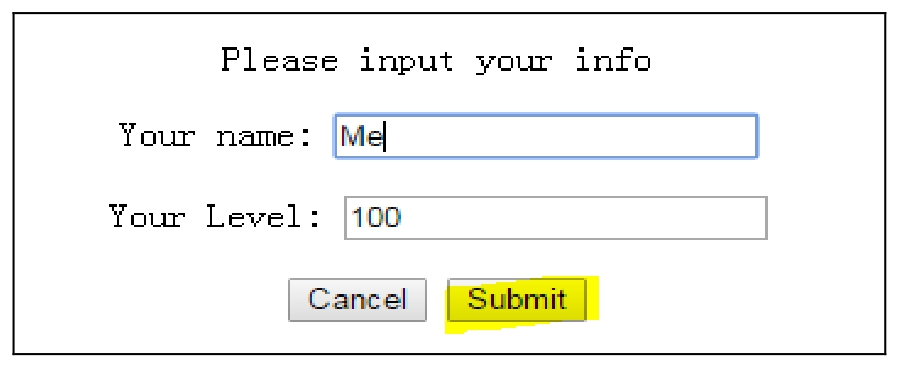 Please input your info
Your name: Me
Your Level: 100
Cancel Submit